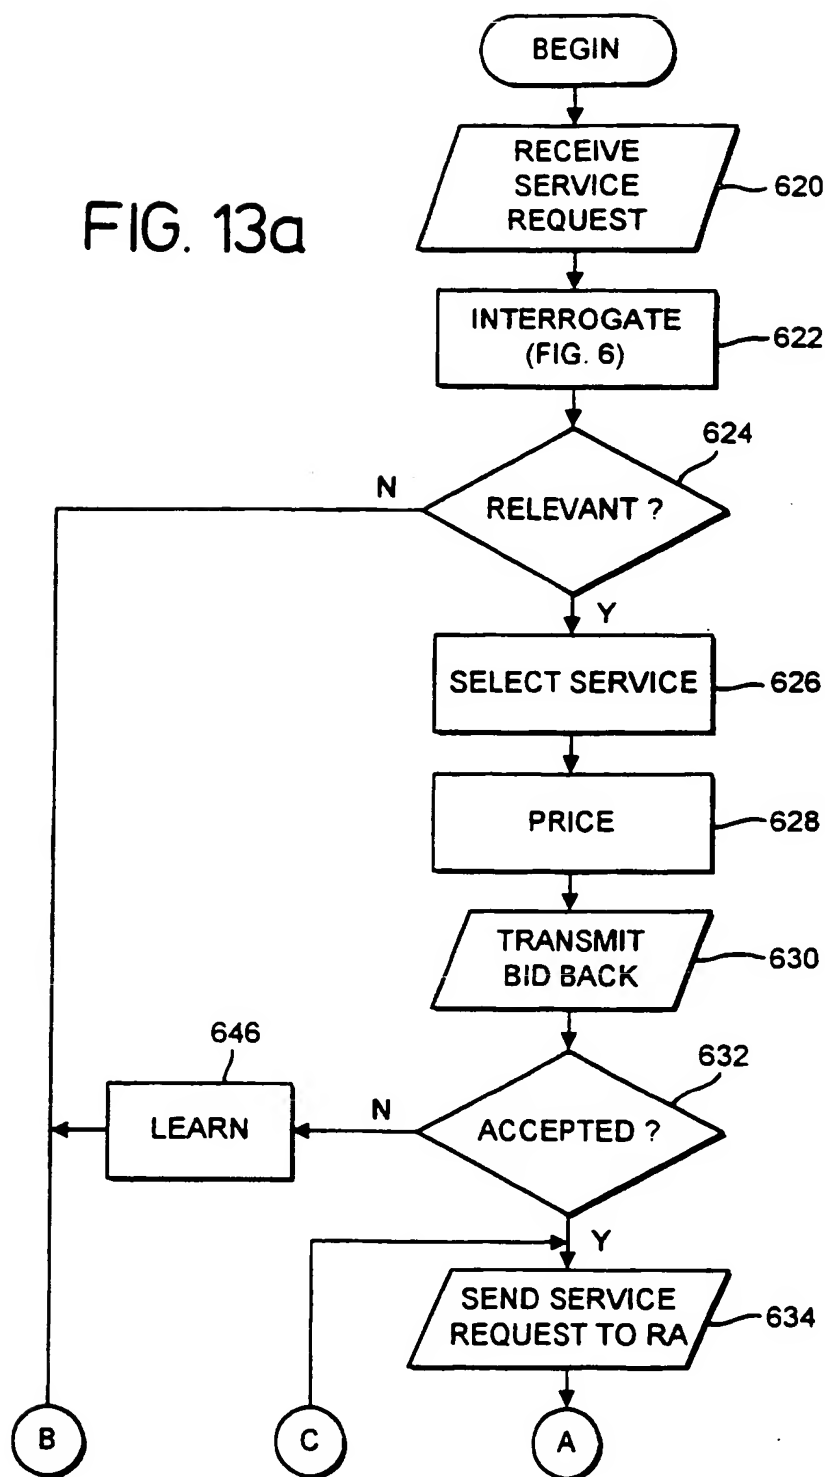 BEGIN
RECEIVE
SERVICE
REQUEST
620
FIG. 13a
INTERROGATE
(FIG. 6)
622
624
N
RELEVANT ?
Y
SELECT SERVICE
626
PRICE
628
TRANSMIT
BID BACK
630
646
632
LEARN
N
ACCEPTED ?
Y
SEND SERVICE
REQUEST TO RA
634
B
C
A